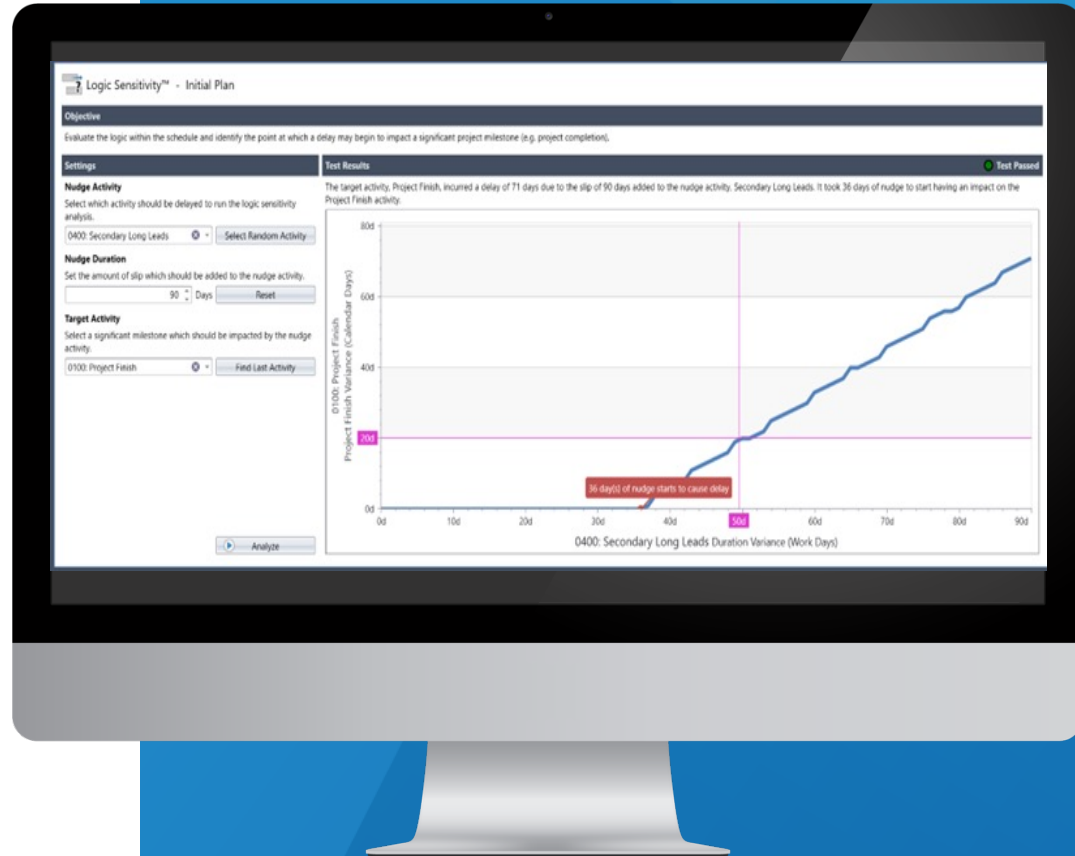 Logic Sensitivity™ - Initial Plan
Objective
Evaluate the logic within the schedule and identify the point at which a delay may begin to impact a significant project milestone (e.g. project completion).
Settings
Nudge Activity
Select which activity should be delayed to run the logic sensitivity
analysis.
0400: Secondary Long Leads
Select Random Activity
Nudge Duration
Set the amount of slip which should be added to the nudge activity.
90 Days
Reset
Target Activity
Select a significant milestone which should be impacted by the nudge
activity.
0100: Project Finish
Find Last Activity
Analyze
Test Results
Test Passed
The target activity, Project Finish, incurred a delay of 71 days due to the slip of 90 days added to the nudge activity, Secondary Long Leads. It took 36 days of nudge to start having an impact on the
Project Finish activity.
0100: Project Finish
Project Finish Variance (Calendar Days)
80d
60d
40d
20d
0d
36 day(s) of nudge starts to cause delay
0d 10d 20d 30d 40d 50d 60d 70d 80d 90d
0400: Secondary Long Leads Duration Variance (Work Days)